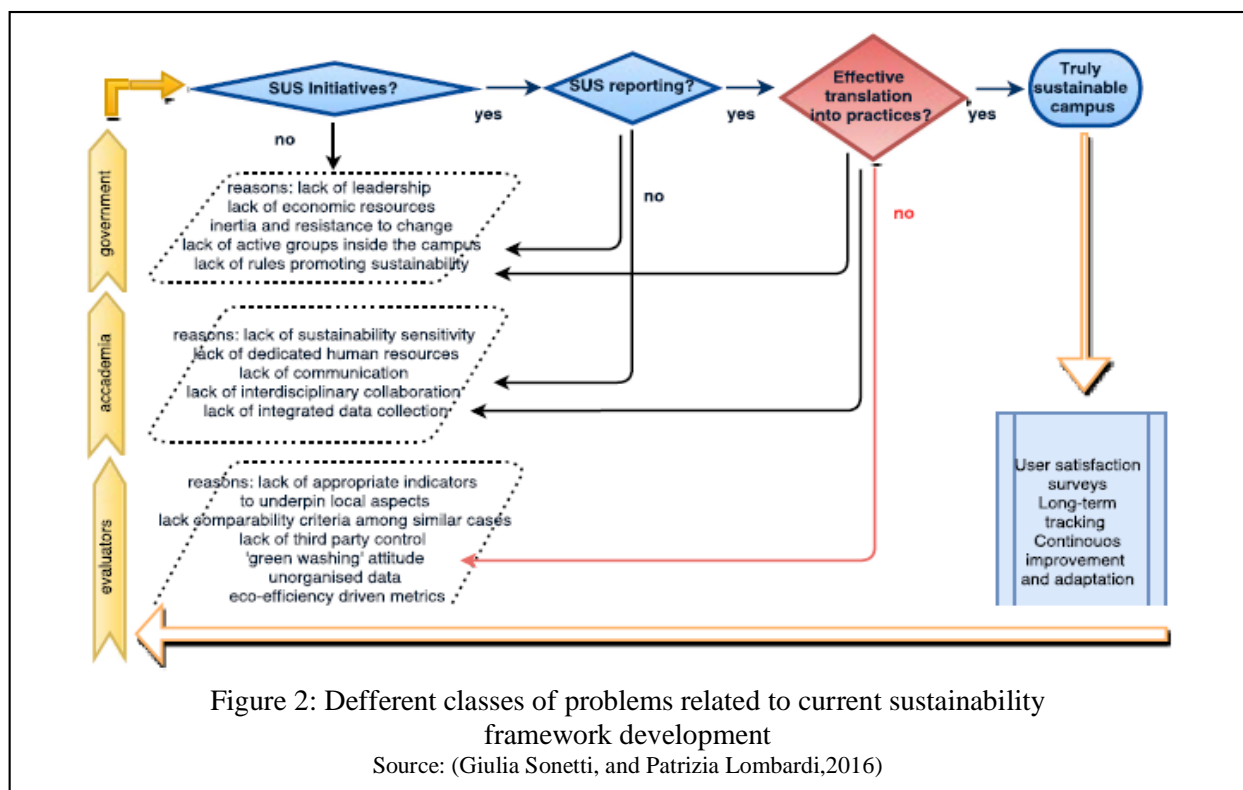 SUS Initiatives?
yes
SUS reporting?
yes
Effective
translation
into practices?
yes
Truly
sustainable
campus
no
government
reasons: lack of leadership
lack of economic resources
inertia and resistance to change
lack of active groups inside the campus
lack of rules promoting sustainability
no
no
accademia
reasons: lack of sustainability sensitivity
lack of dedicated human resources
lack of communication
lack of interdisciplinary collaboration
lack of integrated data collection
evaluators
reasons: lack of appropriate indicators
to underpin local aspects
lack comparability criteria among similar cases
lack of third party control
'green washing' attitude
unorganised data
eco-efficiency driven metrics
User satisfaction
surveys
Long-term
tracking
Continouos
improvement
and adaptation
Figure 2: Defferent classes of problems related to current sustainability
framework development
Source: (Giulia Sonetti, and Patrizia Lombardi,2016)